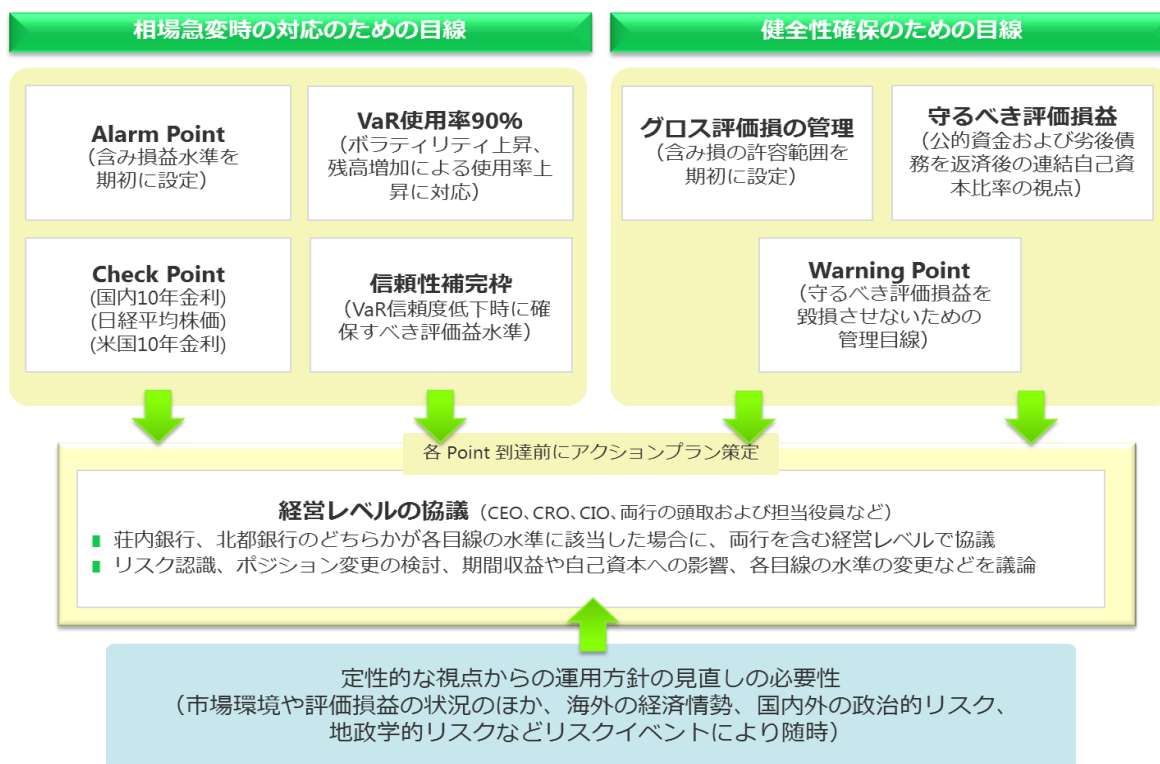 相場急変時の対応のための目線
健全性確保のための目線
Alarm Point
（含み損益水準を
期初に設定）
VaR使用率90%
（ボラティリティ上昇、
残高増加による使用率上
昇に対応）
Check Point
(国内10年金利)
(日経平均株価)
(米国10年金利)
信頼性補完枠
（VaR信頼度低下時に確
保すべき評価益水準）
グロス評価損の管理
（含み損の許容範囲を
期初に設定）
守るべき評価損益
（公的資金および劣後債
務を返済後の連結自己資
本比率の視点）
Warning Point
（守るべき評価損益を
毀損させないための
管理目線）
各 Point 到達前にアクションプラン策定
経営レベルの協議（CEO、CRO、CIO、両行の頭取および担当役員など）
■ 荘内銀行、北都銀行のどちらかが各目線の水準に該当した場合に、両行を含む経営レベルで協議
■ リスク認識、ポジション変更の検討、期間収益や自己資本への影響、各目線の水準の変更などを議論
定性的な視点からの運用方針の見直しの必要性
（市場環境や評価損益の状況のほか、海外の経済情勢、国内外の政治的リスク、
地政学的リスクなどリスクイベントにより随時）